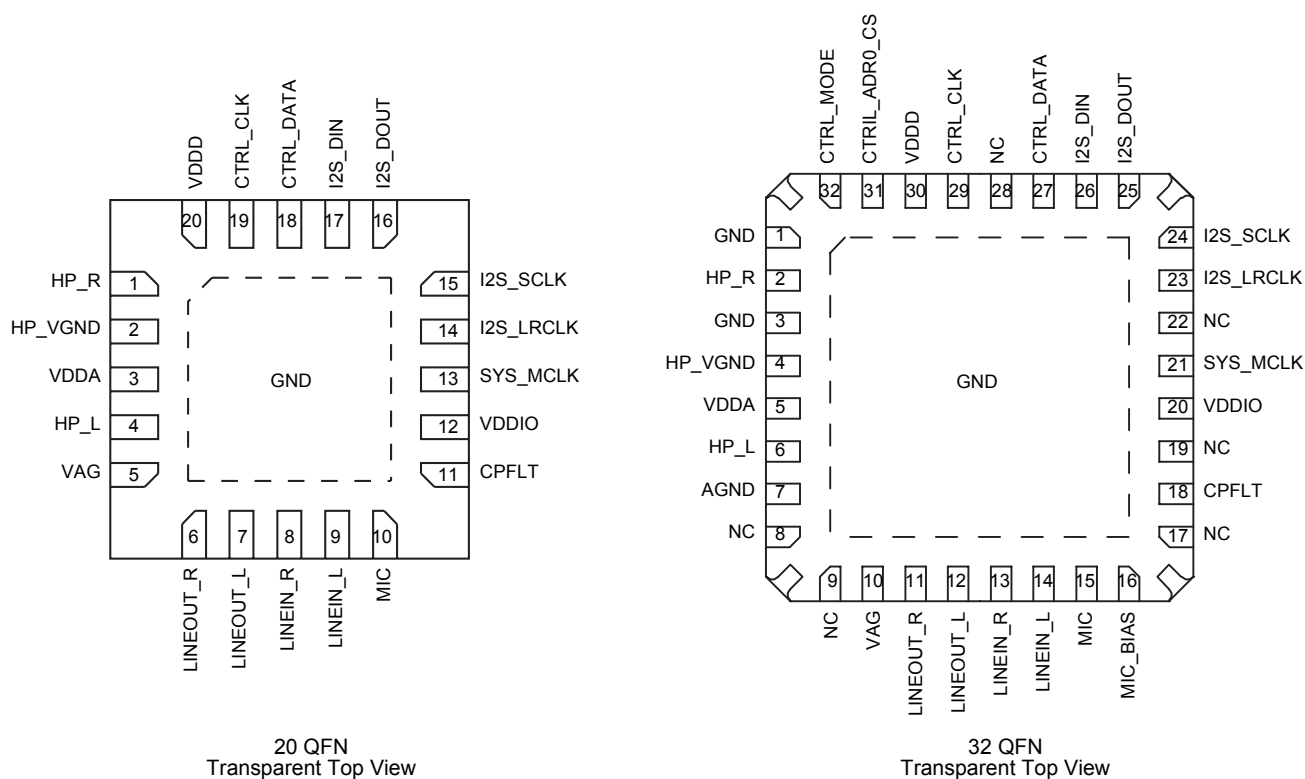 VDDD
CTRL_CLK
CTRL_DATA
I2S_DIN
I2S_DOUT
20
19
18
17
16
HP_R
1
HP_VGND
2
VDDA
3
HP_L
4
VAG
5
GND
15
I2S_SCLK
14
I2S_LRCLK
13
SYS_MCLK
12
VDDIO
11
CPFLT
6
7
8
9
10
LINEOUT_R
LINEOUT_L
LINEIN_R
LINEIN_L
MIC
20 QFN
Transparent Top View
CTRL_MODE
CTRIL_ADR0_CS
VDDD
CTRL_CLK
NC
CTRL_DATA
I2S_DIN
I2S_DOUT
32
31
30
29
28
27
26
25
GND
1
HP_R
2
GND
3
HP_VGND
4
VDDA
5
HP_L
6
AGND
7
NC
8
GND
24
I2S_SCLK
23
I2S_LRCLK
22
NC
21
SYS_MCLK
20
VDDIO
19
NC
18
CPFLT
17
NC
9
10
11
12
13
14
15
16
NC
VAG
LINEOUT_R
LINEOUT_L
LINEIN_R
LINEIN_L
MIC
MIC_BIAS
32 QFN
Transparent Top View